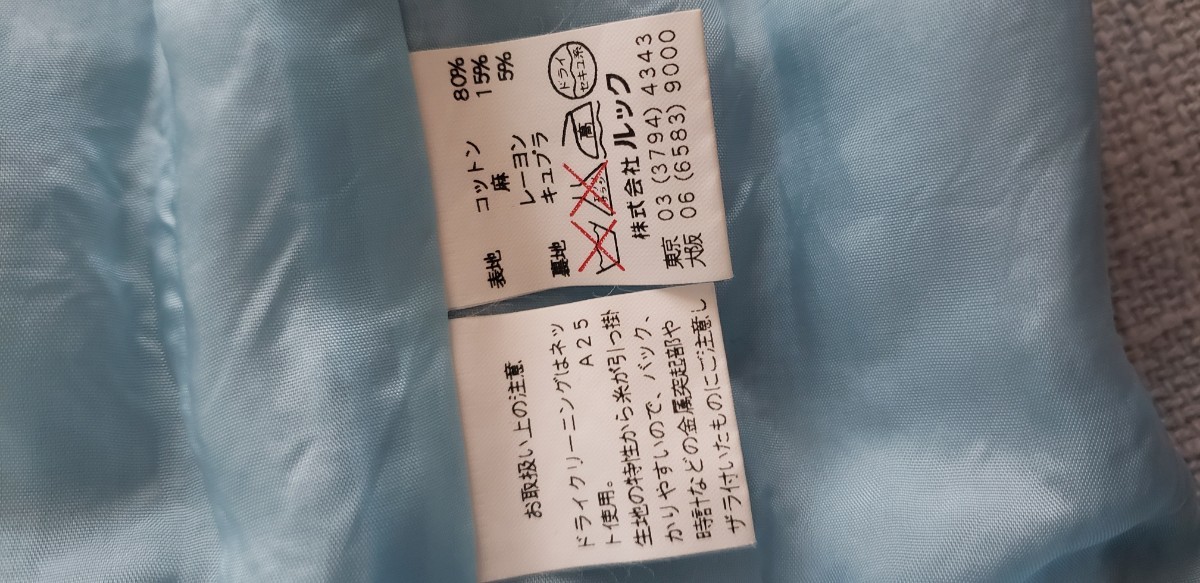 表地 コットン 80%
麻 15%
レーヨン 5%
裏地 キュプラ
ドライ
セキユ系
高
株式会社 ルック
東京 03 (3794) 4343
大阪 06 (6583) 9000
お取扱い上の注意
ドライクリーニングはネッ
ト使用。 A25
生地の特性から糸が引っ掛
かりやすいので、バック、
時計などの金属突起部や
ザラ付いたものにご注意し